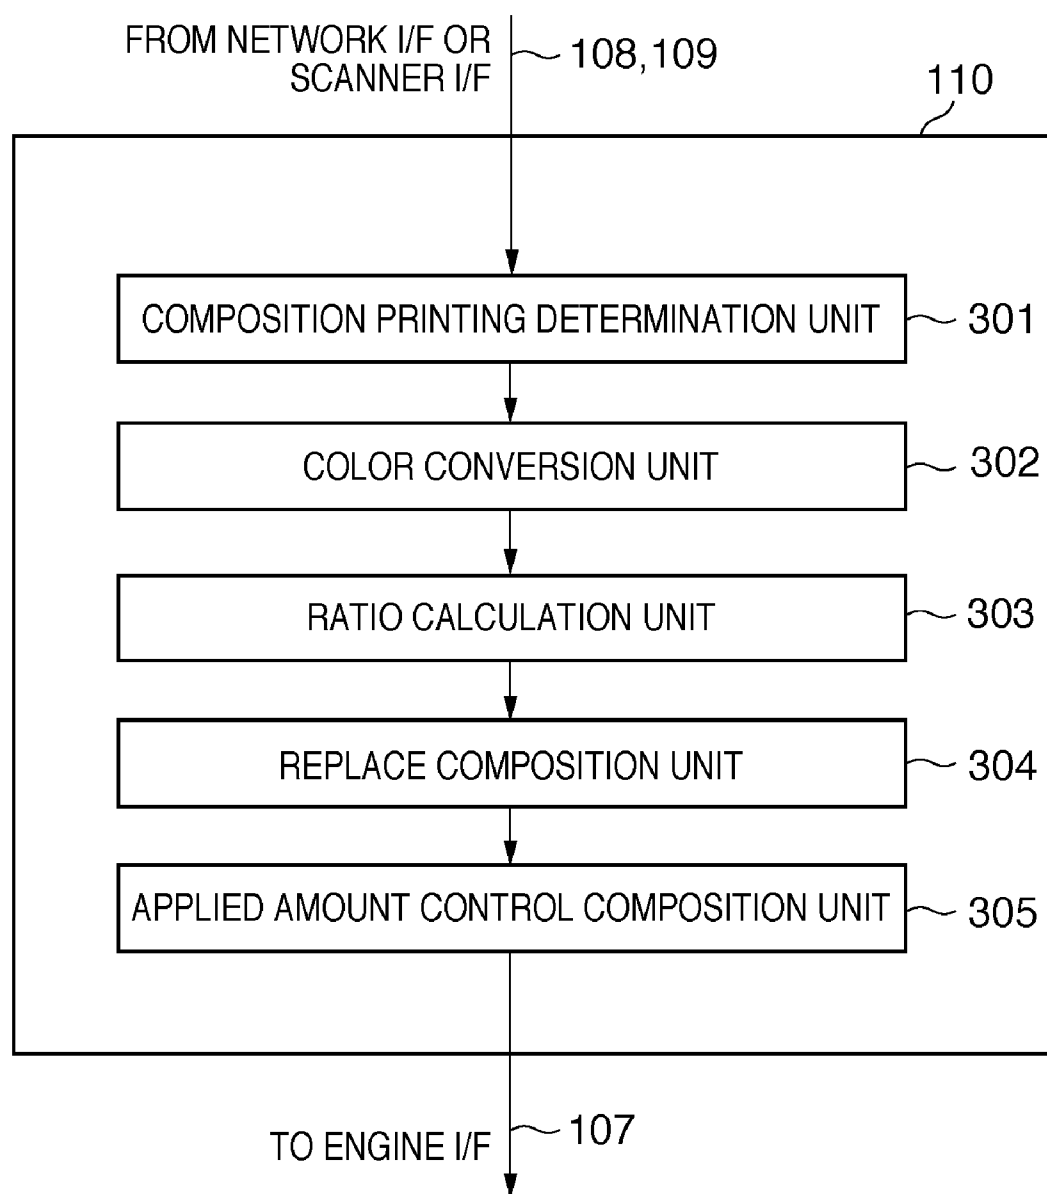 FROM NETWORK I/F OR
SCANNER I/F
108,109
110
COMPOSITION PRINTING DETERMINATION UNIT
301
COLOR CONVERSION UNIT
302
RATIO CALCULATION UNIT
303
REPLACE COMPOSITION UNIT
304
APPLIED AMOUNT CONTROL COMPOSITION UNIT
305
TO ENGINE I/F
107